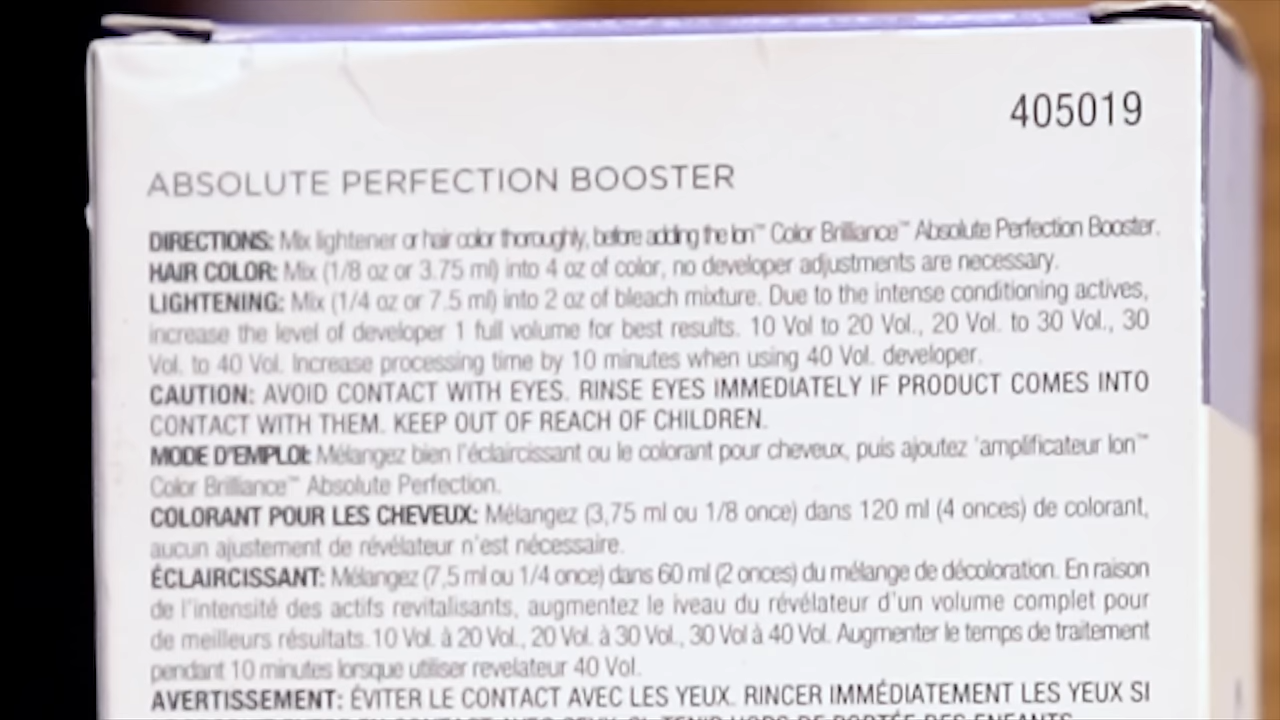 405019
ABSOLUTE PERFECTION BOOSTER
DIRECTIONS: Mix lightener or hair color thoroughly, before adding the Ion™ Color Brilliance™ Absolute Perfection Booster.
HAIR COLOR: Mix (1/8 oz or 3.75 ml) into 4 oz of color, no developer adjustments are necessary.
LIGHTENING: Mix (1/4 oz or 7.5 ml) into 2 oz of bleach mixture. Due to the intense conditioning actives,
increase the level of developer 1 full volume for best results. 10 Vol to 20 Vol., 20 Vol. to 30 Vol., 30
Vol. to 40 Vol. Increase processing time by 10 minutes when using 40 Vol. developer.
CAUTION: AVOID CONTACT WITH EYES. RINSE EYES IMMEDIATELY IF PRODUCT COMES INTO
CONTACT WITH THEM. KEEP OUT OF REACH OF CHILDREN.
MODE D'EMPLOI: Mélangez bien l'éclaircissant ou le colorant pour cheveux, puis ajoutez 'amplificateur Ion™
Color Brilliance™ Absolute Perfection.
COLORANT POUR LES CHEVEUX: Mélangez (3,75 ml ou 1/8 once) dans 120 ml (4 onces) de colorant,
aucun ajustement de révélateur n'est nécessaire.
ÉCLAIRCISSANT: Mélangez (7,5 ml ou 1/4 once) dans 60 ml (2 onces) du mélange de décoloration. En raison
de l'intensité des actifs revitalisants, augmentez le iveau du révélateur d'un volume complet pour
de meilleurs résultats. 10 Vol. à 20 Vol., 20 Vol. à 30 Vol., 30 Vol à 40 Vol. Augmenter le temps de traitement
pendant 10 minutes lorsque utiliser revelateur 40 Vol.
AVERTISSEMENT: ÉVITER LE CONTACT AVEC LES YEUX. RINCER IMMÉDIATEMENT LES YEUX SI